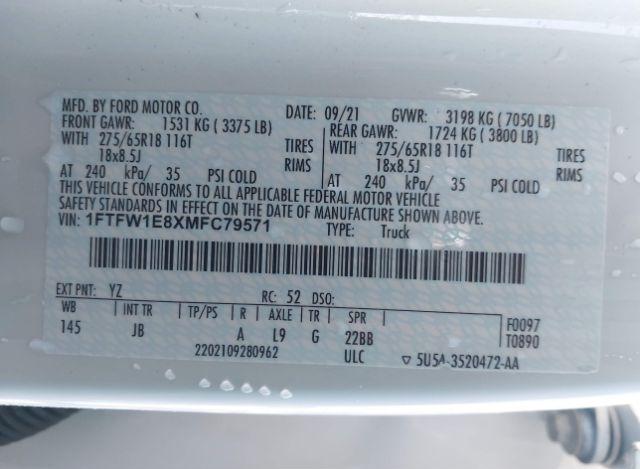 MFD. BY FORD MOTOR CO. DATE: 09/21 GVWR: 3198 KG ( 7050 LB)
FRONT GAWR: 1531 KG ( 3375 LB) REAR GAWR: 1724 KG ( 3800 LB)
WITH 275/65R18 116T TIRES WITH 275/65R18 116T TIRES
18x8.5J RIMS 18x8.5J RIMS
AT 240 kPa/ 35 PSI COLD AT 240 kPa/ 35 PSI COLD
THIS VEHICLE CONFORMS TO ALL APPLICABLE FEDERAL MOTOR VEHICLE
SAFETY STANDARDS IN EFFECT ON THE DATE OF MANUFACTURE SHOWN ABOVE.
VIN: 1FTFW1E8XMFC79571 TYPE: Truck
EXT PNT: YZ RC: 52 DSO:
WB INT TR TP/PS R AXLE TR SPR F0097
145 JB A L9 G 22BB T0890
2202109280962 ULC ▽ 5U5A-3520472-AA